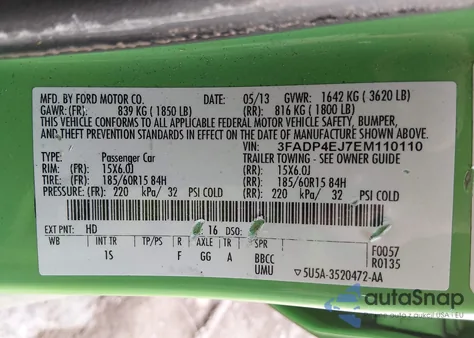 MFD. BY FORD MOTOR CO. DATE: 05/13 GVWR: 1642 KG ( 3620 LB)
GAWR: (FR): 839 KG ( 1850 LB) (RR): 816 KG ( 1800 LB)
THIS VEHICLE CONFORMS TO ALL APPLICABLE FEDERAL MOTOR VEHICLE SAFETY, BUMPER,
AND THEFT PREVENTION STANDARDS IN EFFECT ON THE DATE OF MANUFACTURE SHOWN ABOVE.
VIN: 3FADP4EJ7EM110110
TYPE: Passenger Car TRAILER TOWING - SEE OWNER GUIDE
RIM: (FR) 15X6.0J (RR) 15X6.0J
TIRE: (FR) 185/60R15 84H (RR) 185/60R15 84H
PRESSURE: (FR) 220 kPa/ 32 PSI COLD (RR) 220 kPa/ 32 PSI COLD
EXT PNT: HD 16 DSO:
WB INT TR TP/PS R AXLE TR SPR F0057
1S F GG A BBCC R0135
UMU 5U5A-3520472-AA
autoSnap